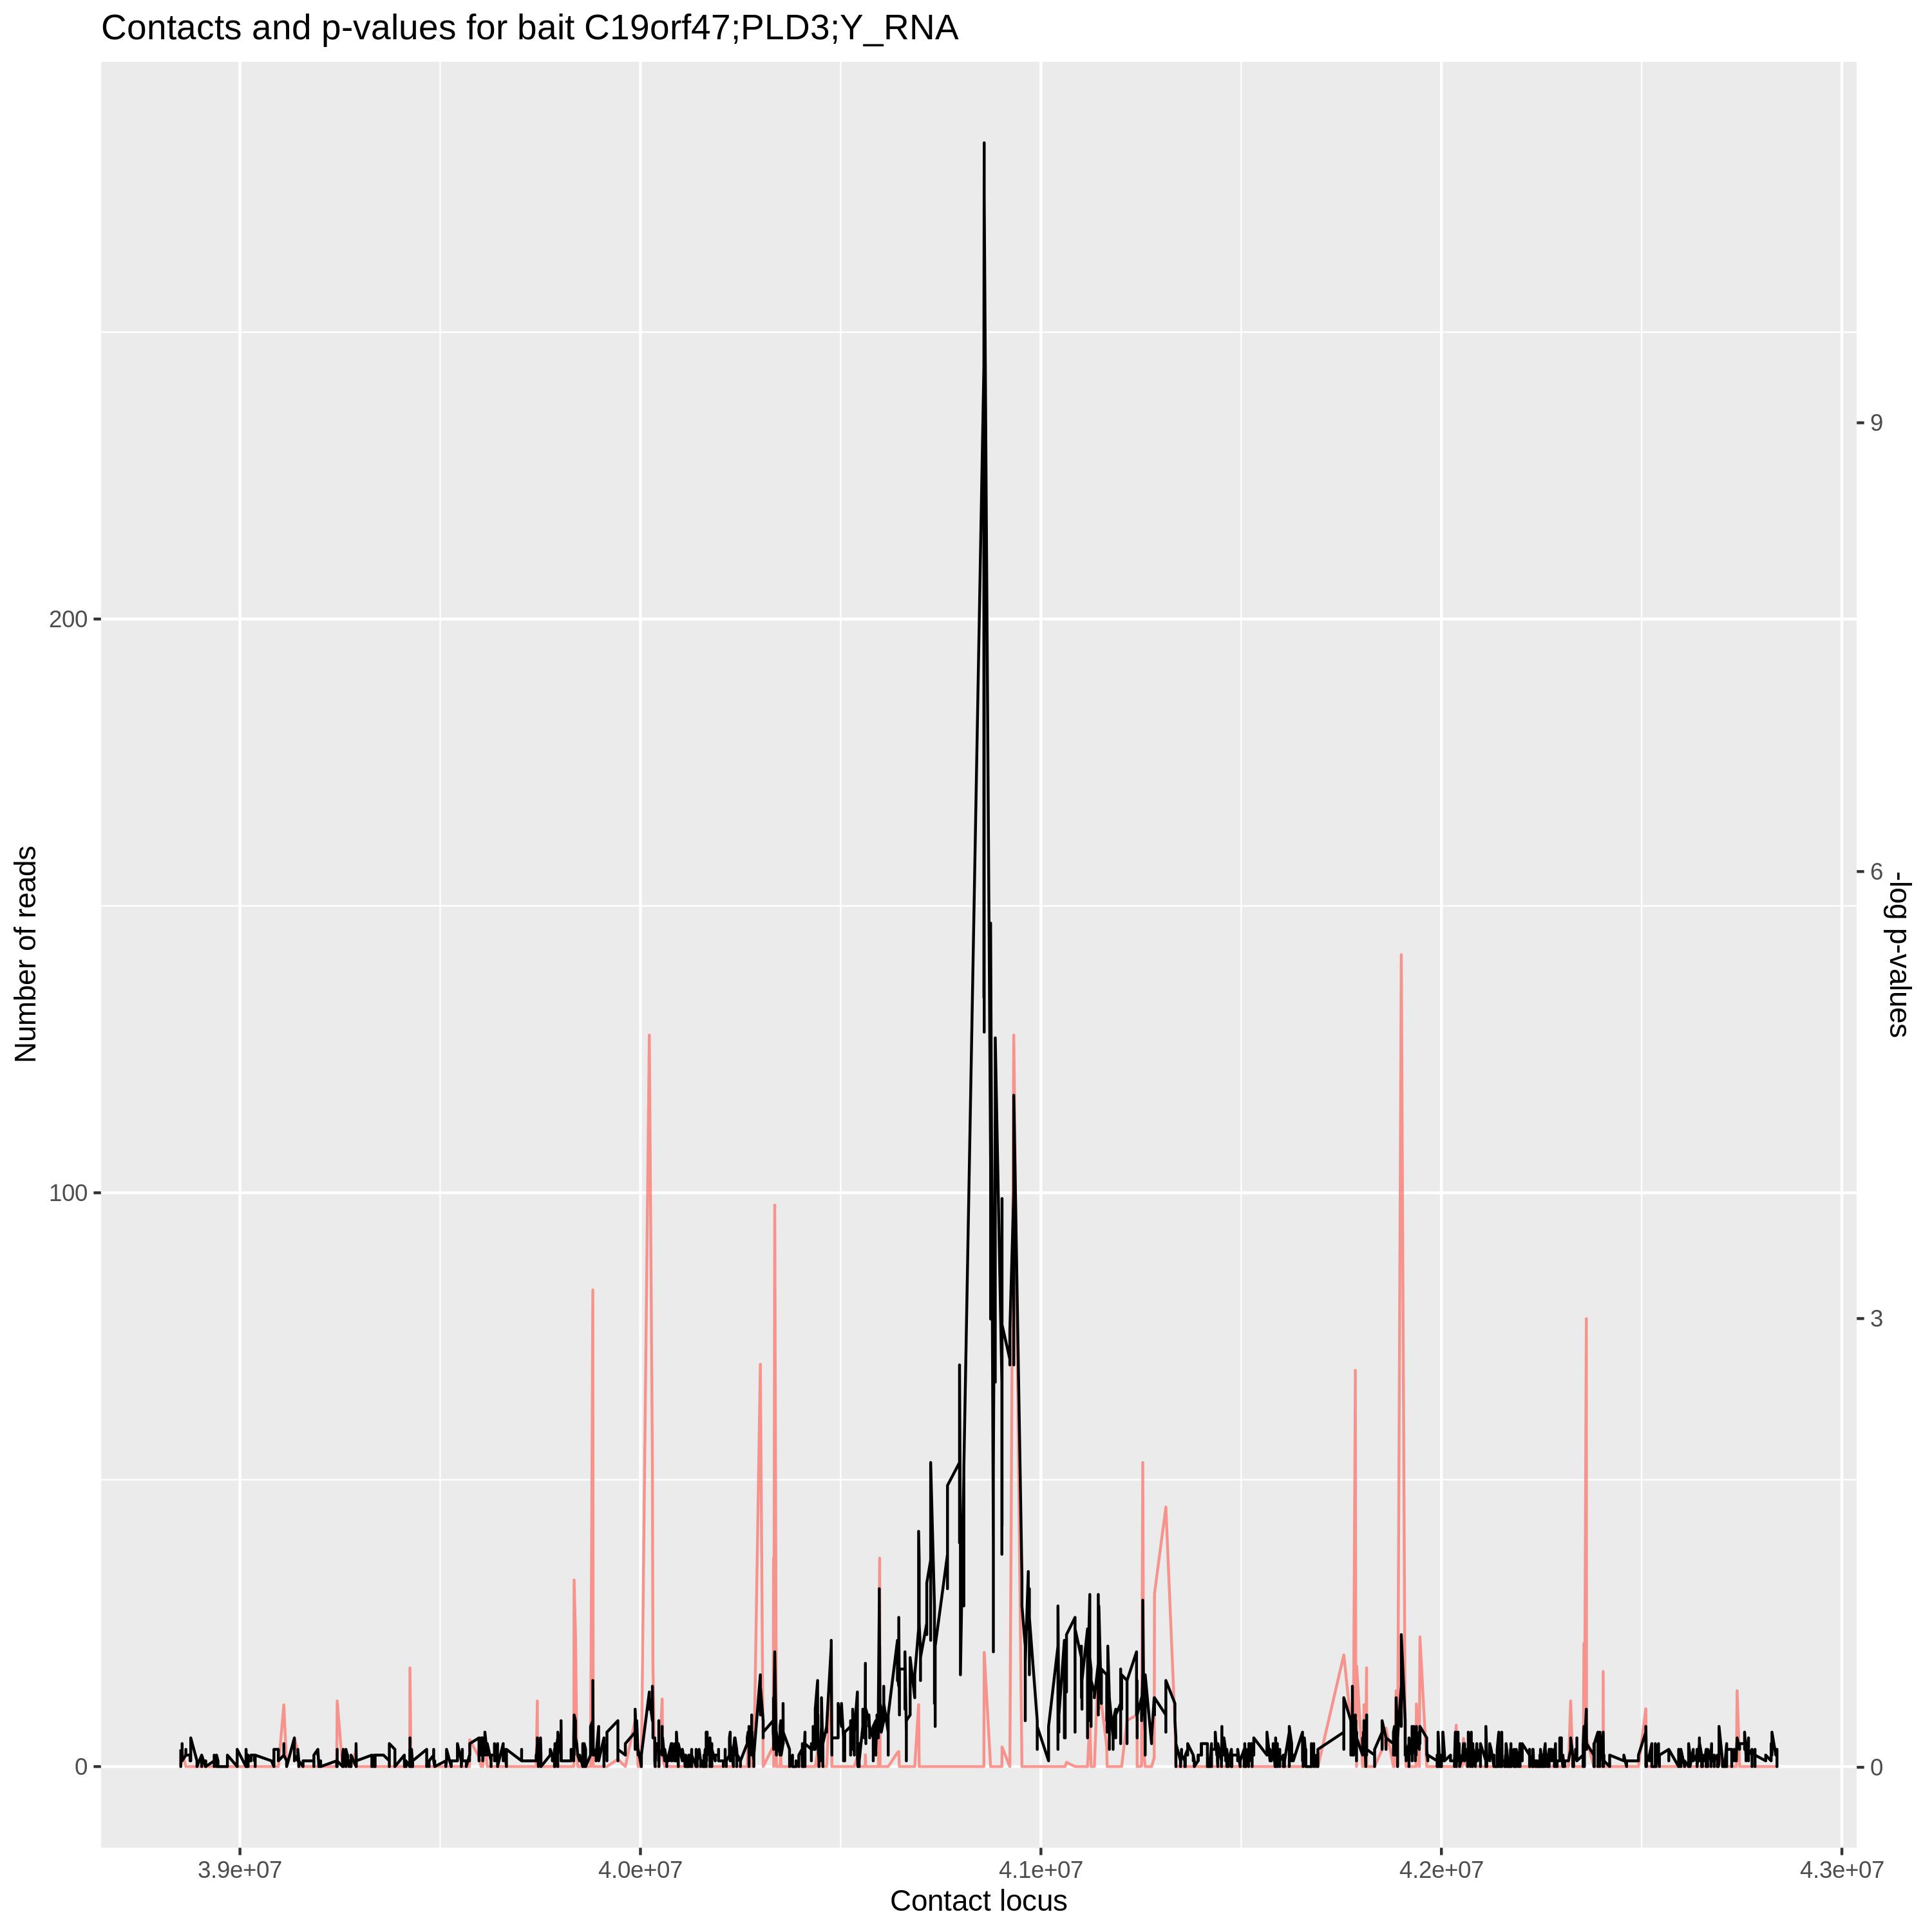 Contacts and p-values for bait C19orf47;PLD3;Y_RNA
Number of reads
200
100
0
9
6
3
0
-log p-values
3.9e+07
4.0e+07
4.1e+07
4.2e+07
4.3e+07
Contact locus